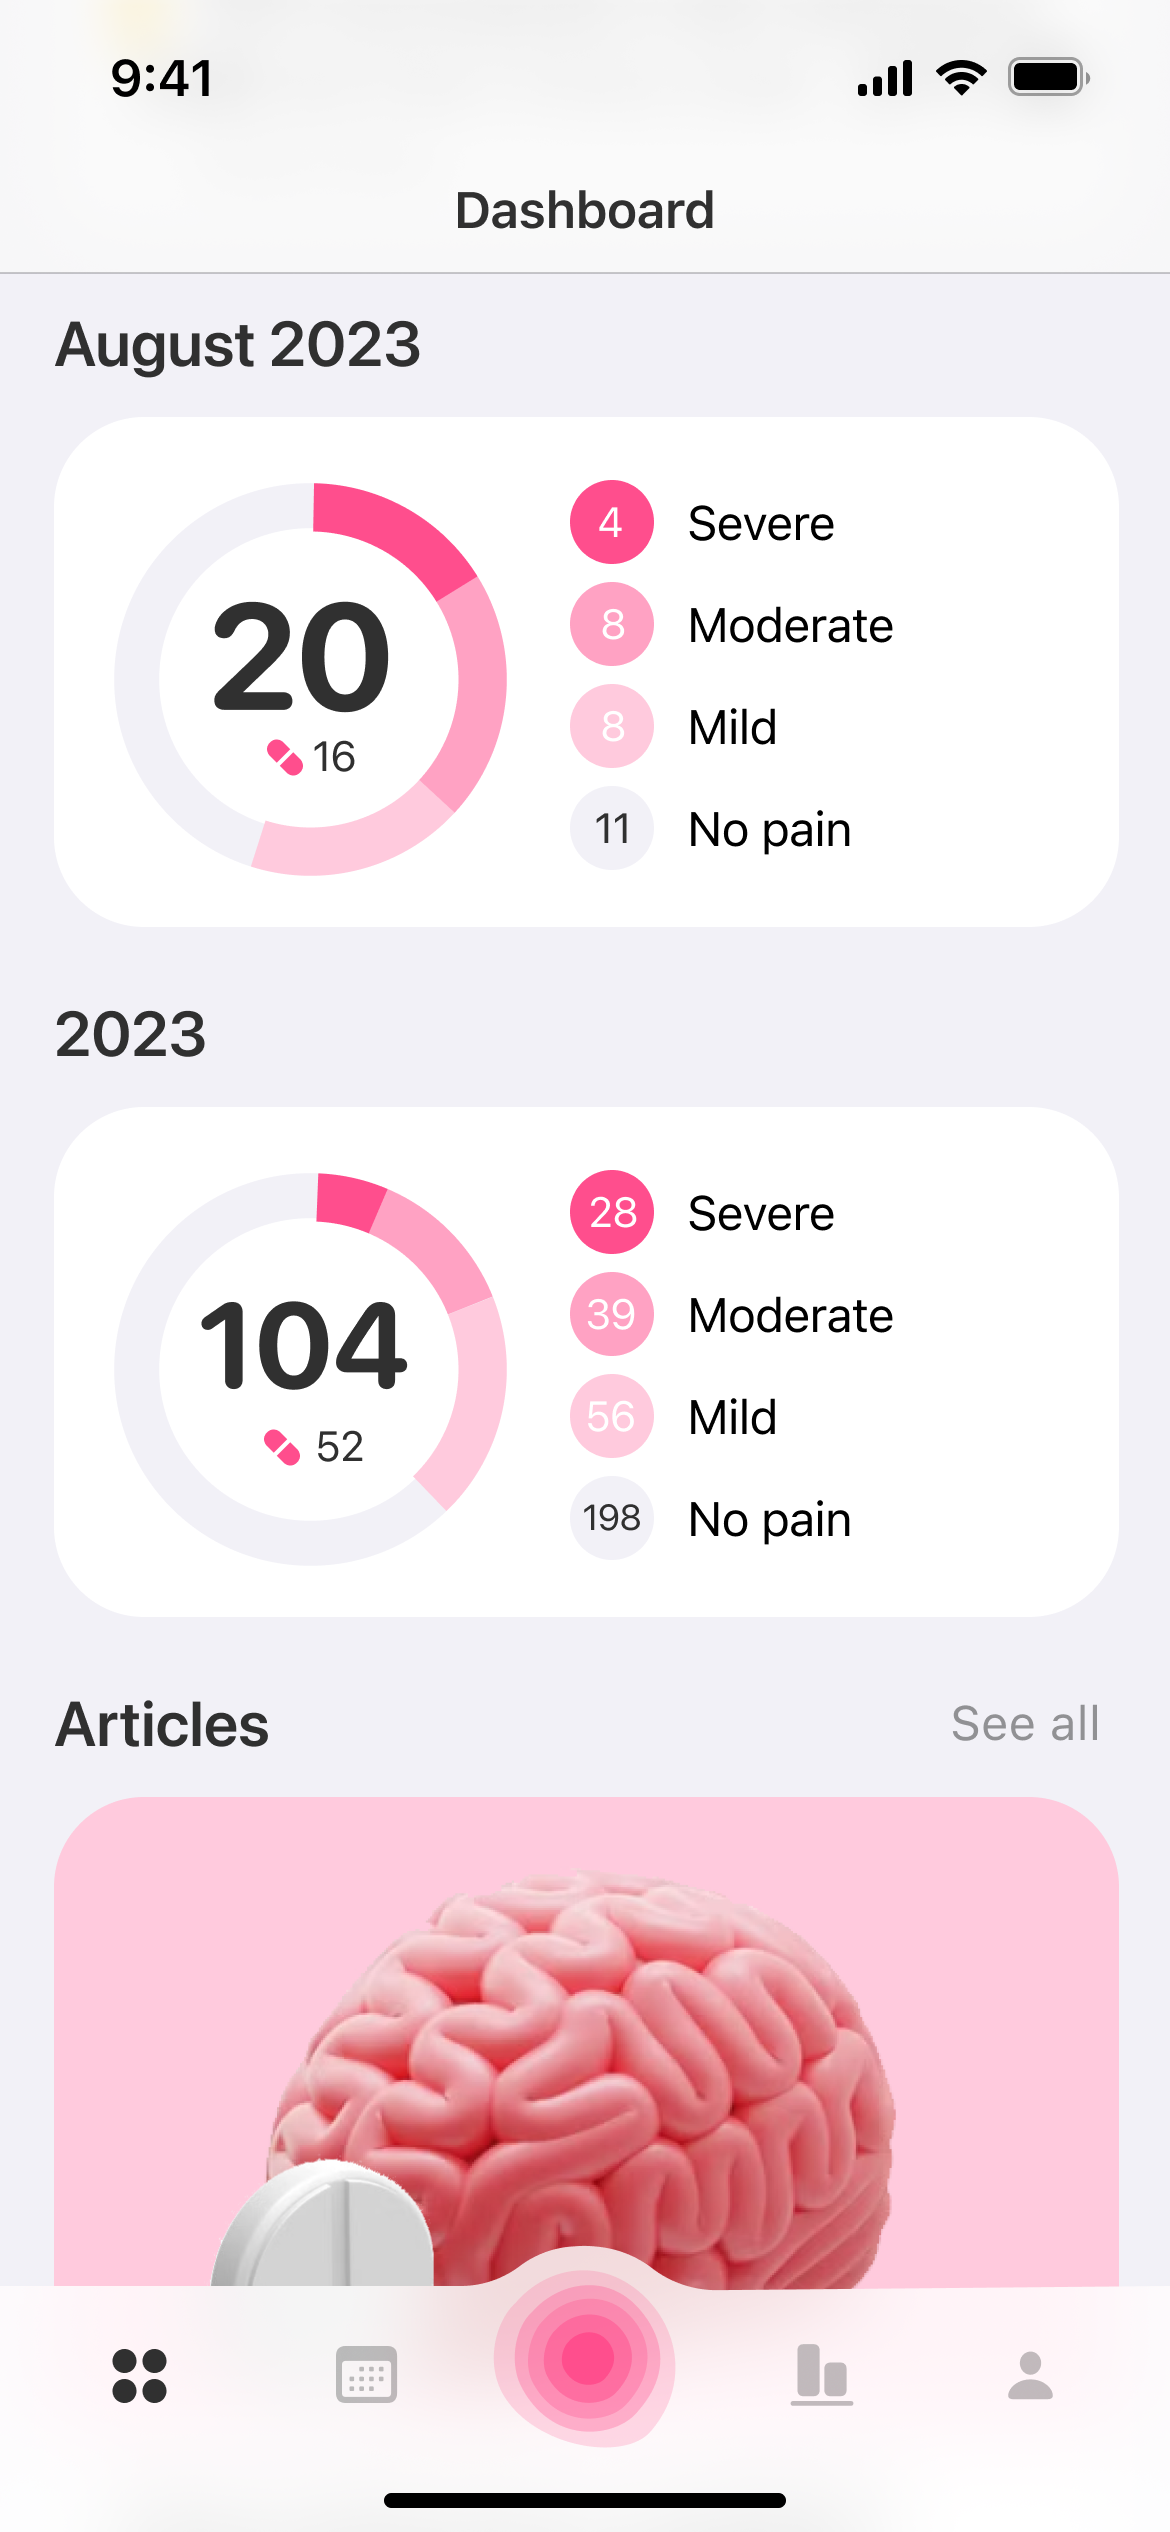 9:41
Dashboard
August 2023
20
16
4 Severe
8 Moderate
8 Mild
11 No pain
2023
104
52
28 Severe
39 Moderate
56 Mild
198 No pain
Articles
See all